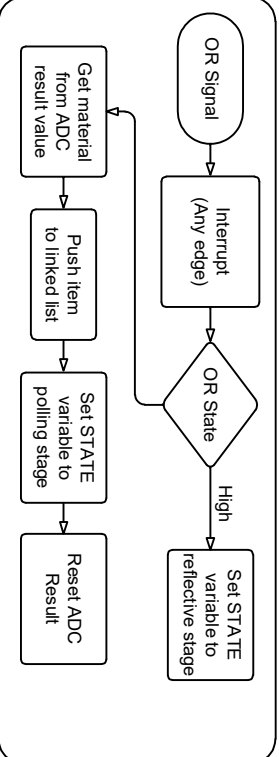 OR Signal
Interrupt
(Any edge)
OR State
High
Set STATE
variable to
reflective stage
Get material
from ADC
result value
Push item
to linked list
Set STATE
variable to
polling stage
Reset ADC
Result